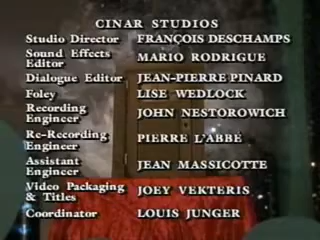 CINAR STUDIOS
Studio Director FRANÇOIS DESCHAMPS
Sound Effects
Editor MARIO RODRIGUE
Dialogue Editor JEAN-PIERRE PINARD
Foley LISE WEDLOCK
Recording
Engineer JOHN NESTOROWICH
Re-Recording
Engineer PIERRE L'ABBÉ
Assistant
Engineer JEAN MASSICOTTE
Video Packaging
& Titles JOEY VEKTERIS
Coordinator LOUIS JUNGER